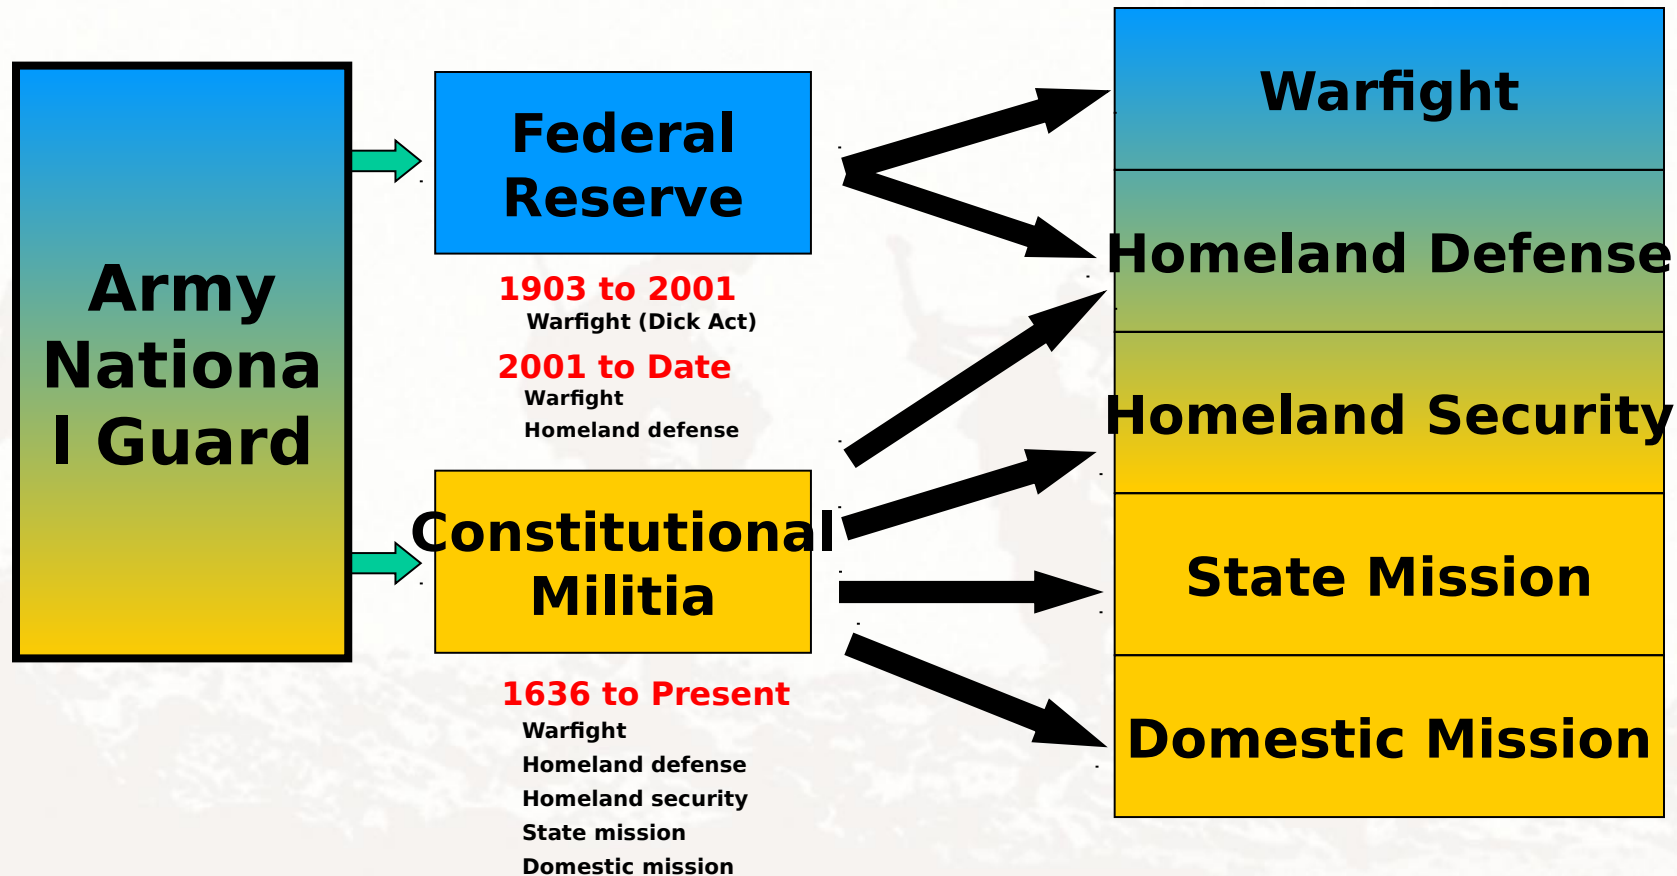 Army
Nationa
l Guard
Federal
Reserve
1903 to 2001
Warfight (Dick Act)
2001 to Date
Warfight
Homeland defense
Constitutional
Militia
1636 to Present
Warfight
Homeland defense
Homeland security
State mission
Domestic mission
Warfight
Homeland Defense
Homeland Security
State Mission
Domestic Mission